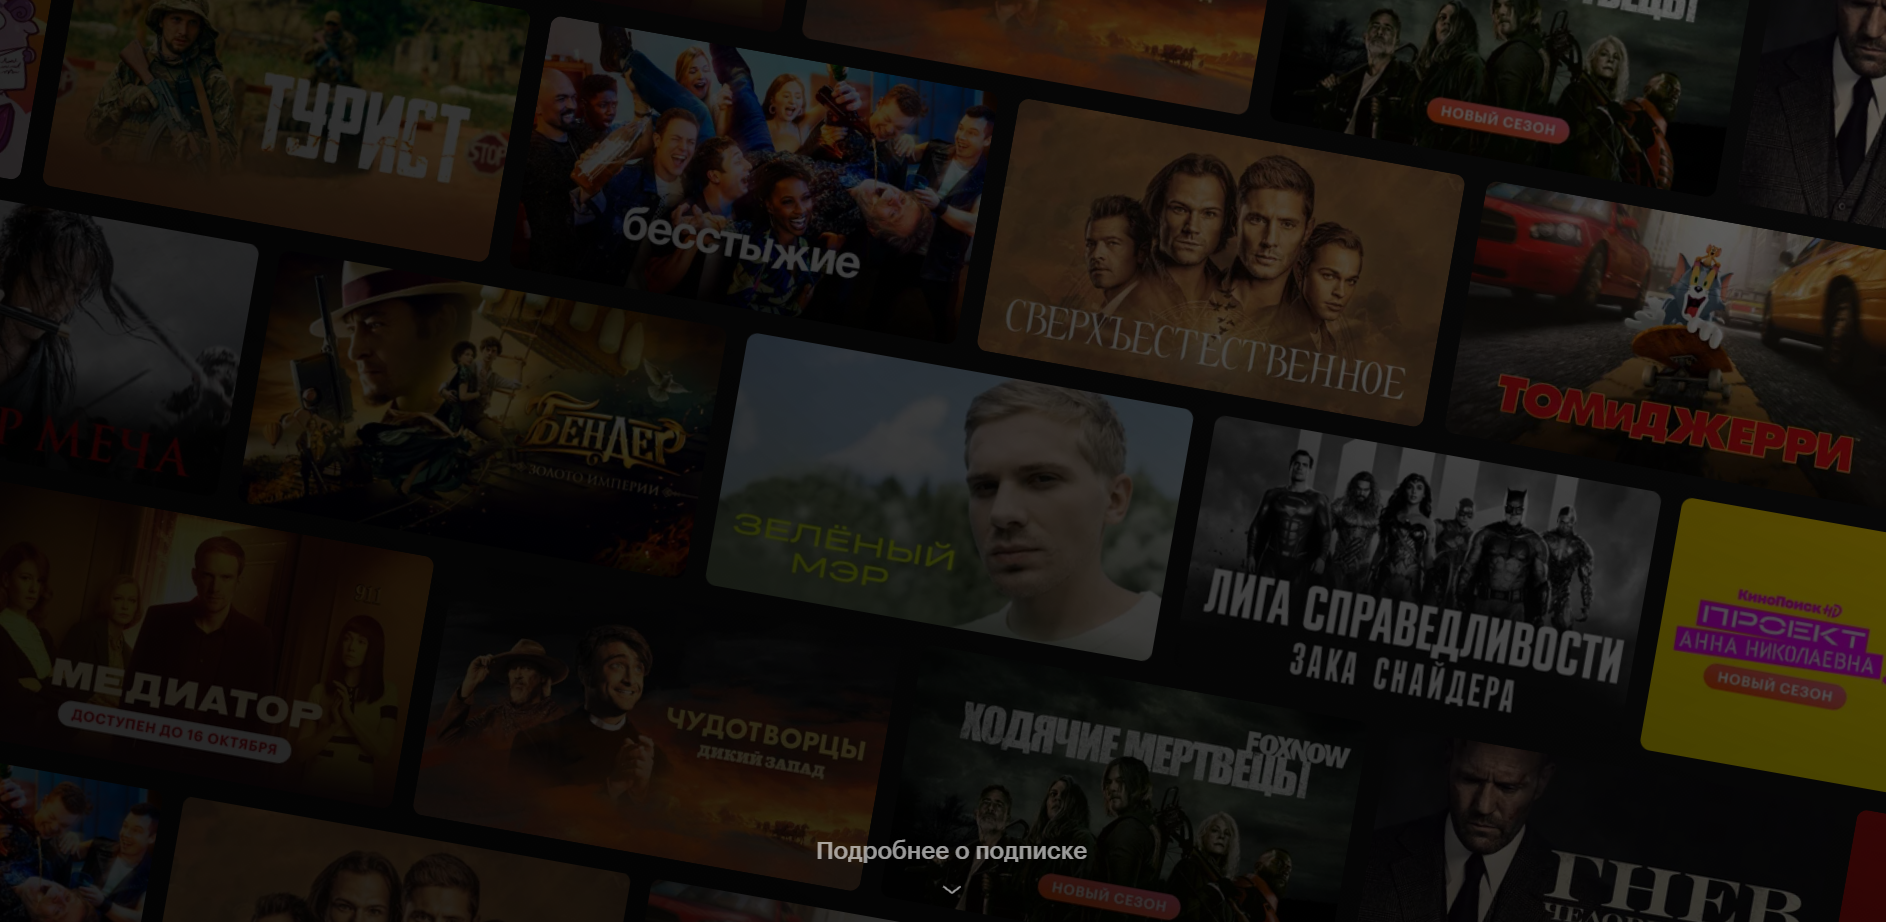 НОВЫЙ СЕЗОН
ТУРИСТ
STOP
бесстыжие
СВЕРХЪЕСТЕСТВЕННОЕ
ТОМ и ДЖЕРРИ
МЕЧА
БЕНДЕР
ЗОЛОТО ИМПЕРИИ
ЗЕЛЁНЫЙ
МЭР
ЛИГА СПРАВЕДЛИВОСТИ
ЗАКА СНАЙДЕРА
КиноПоиск HD
ПРОЕКТ
АННА НИКОЛАЕВНА
НОВЫЙ СЕЗОН
911
МЕДИАТОР
ДОСТУПЕН ДО 16 ОКТЯБРЯ
ЧУДОТВОРЦЫ
ДИКИЙ ЗАПАД
FOXNOW
ХОДЯЧИЕ МЕРТВЕЦЫ
НОВЫЙ СЕЗОН
ГНЕВ
Подробнее о подписке